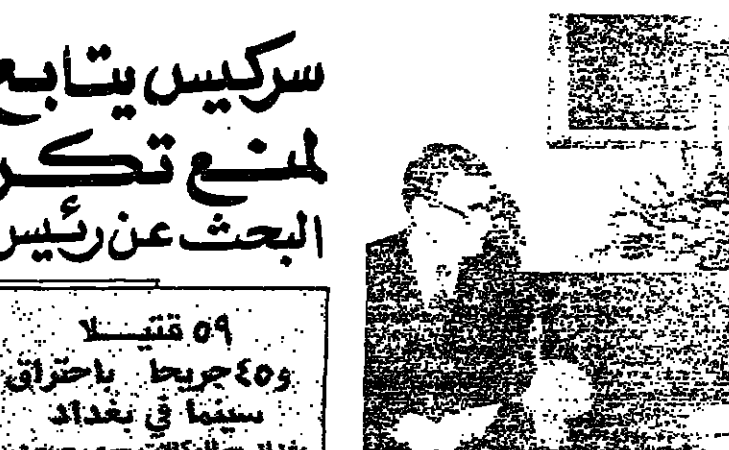 سركيس يتابع
لمنع تكر
البحث عن رئيس
٥٩ قتيلا
و٤٥ جريحا باحتراق
سينما في بغداد